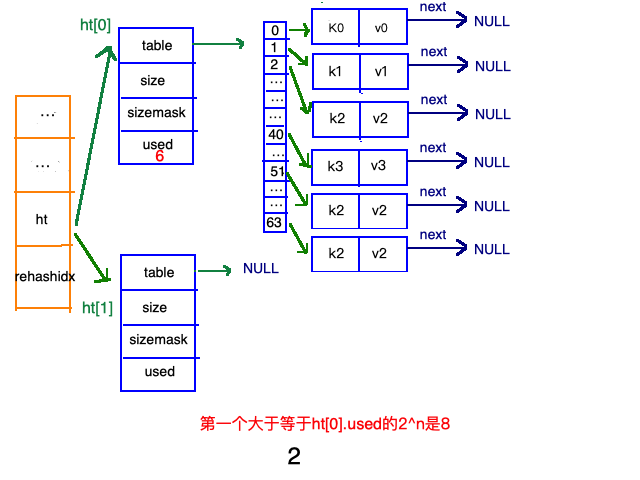 ht[0]
table
size
sizemask
used
6
...
...
ht
rehashidx
0
1
2
...
...
...
40
...
51
...
...
63
K0 v0 next NULL
k1 v1 next NULL
k2 v2 next NULL
k3 v3 next NULL
k2 v2 next NULL
k2 v2 next NULL
ht[1]
table NULL
size
sizemask
used
第一个大于等于ht[0].used的2^n是8
2